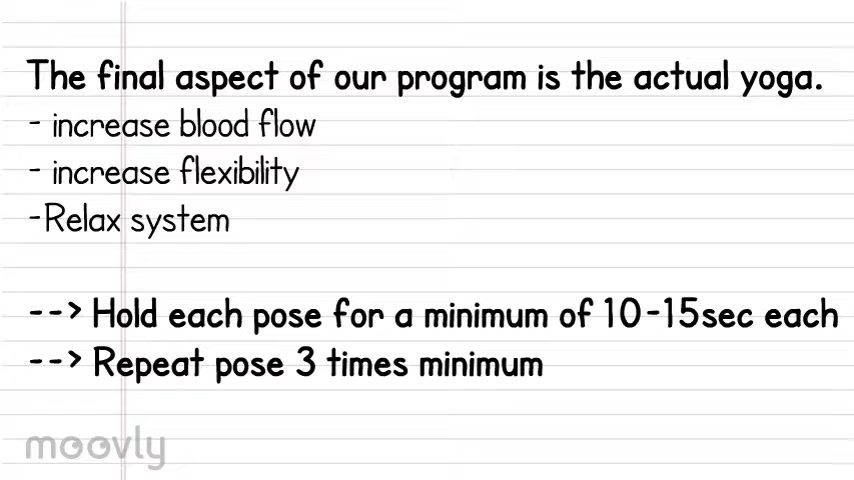 The final aspect of our program is the actual yoga.
- increase blood flow
- increase flexibility
-Relax system
--> Hold each pose for a minimum of 10-15sec each
--> Repeat pose 3 times minimum
moovly